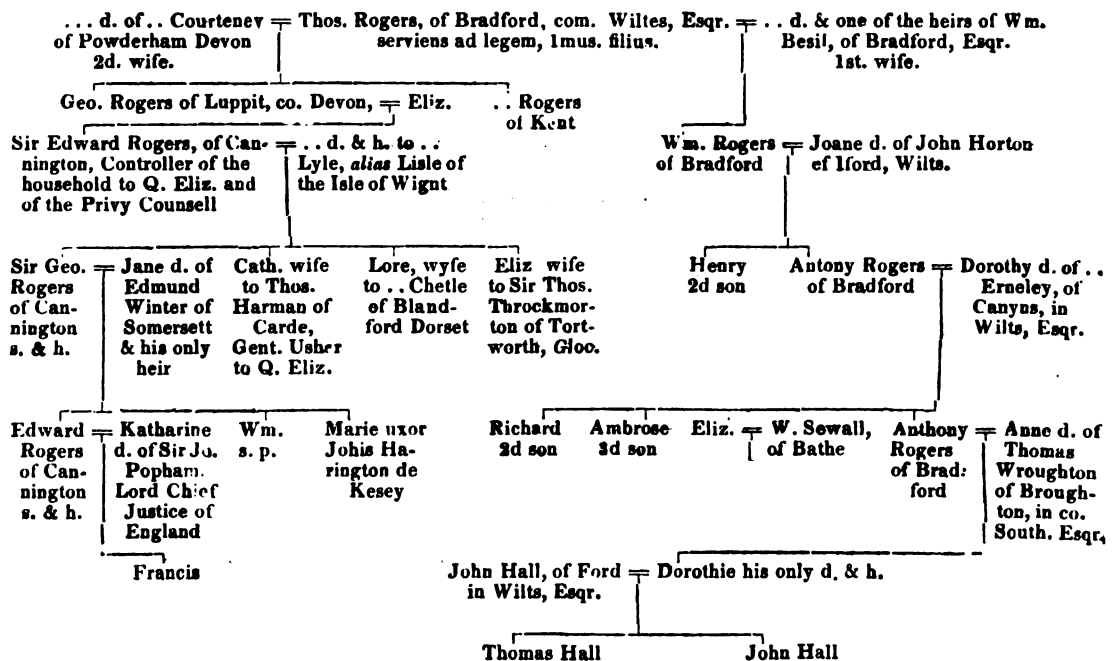 ... d. of .. Courteney = Thos. Rogers, of Bradford, com. Wiltes, Esqr. = .. d. & one of the heirs of Wm.
of Powderham Devon serviens ad legem, 1mus. filius. Besil, of Bradford, Esqr.
2d. wife. 1st. wife.
Geo. Rogers of Luppit, co. Devon, = Eliz. .. Rogers
of Kent
Sir Edward Rogers, of Can-
nington, Controller of the
household to Q. Eliz. and
of the Privy Counsell
= .. d. & h. to ..
Lyle, alias Lisle of
the Isle of Wignt
Wm. Rogers
of Bradford
= Joane d. of John Horton
ef Iford, Wilts.
Sir Geo.
Rogers
of Can-
nington
s. & h.
= Jane d. of
Edmund
Winter of
Somersett
& his only
heir
Cath. wife
to Thos.
Harman of
Carde,
Gent. Usher
to Q. Eliz.
Lore, wyfe
to .. Chetle
of Bland-
ford Dorset
Eliz wife
to Sir Thos.
Throckmor-
ton of Tort-
worth, Gloc.
Henry
2d son
Antony Rogers
of Bradford
= Dorothy d. of ..
Erneley, of
Canyns, in
Wilts, Esqr.
Edward
Rogers
of Can-
nington
s. & h.
= Katharine
d. of Sir Jo.
Popham.
Lord Chief
Justice of
England
Wm.
s. p.
Marie uxor
Johis Ha-
rington de
Kesey
Richard
2d son
Ambrose
3d son
Eliz. = W. Sewall,
of Bathe
Anthony
Rogers
of Brad-
ford
= Anne d. of
Thomas
Wroughton
of Brough-
ton, in co.
South. Esqr.
Francis
John Hall, of Ford = Dorothie his only d. & h.
in Wilts, Esqr.
Thomas Hall John Hall